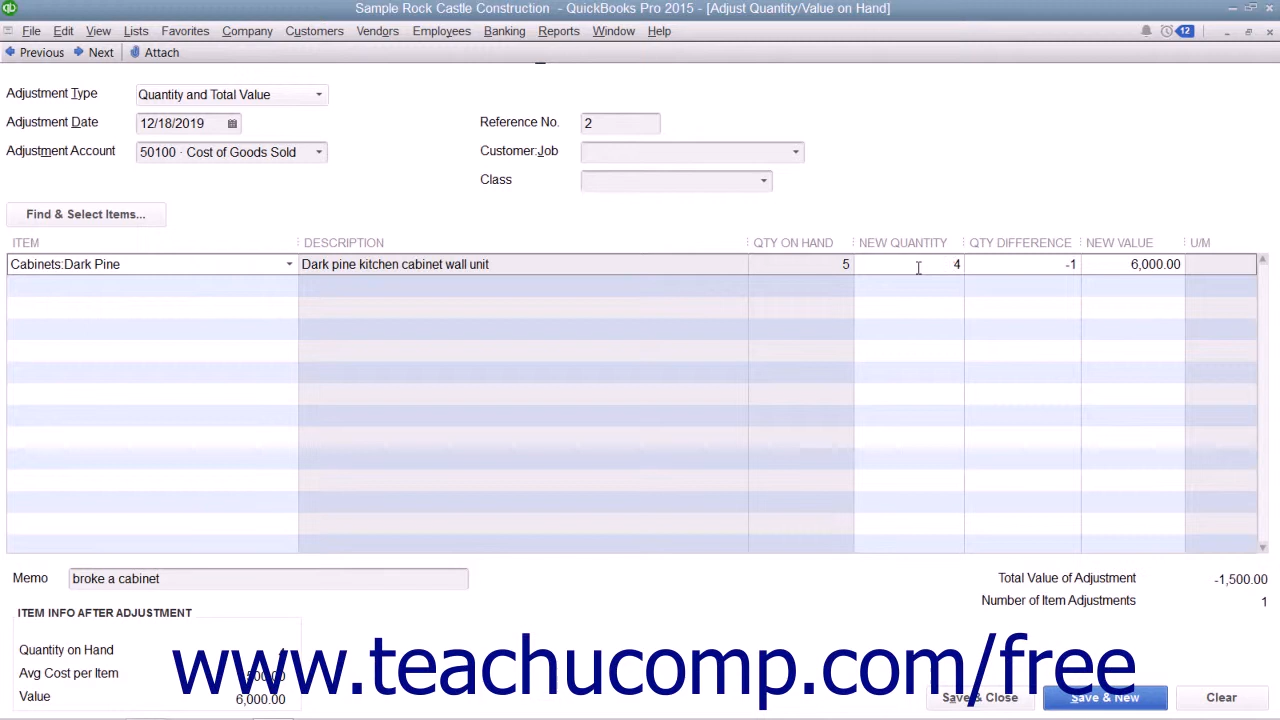 Sample Rock Castle Construction - QuickBooks Pro 2015 - [Adjust Quantity/Value on Hand]
File Edit View Lists Favorites Company Customers Vendors Employees Banking Reports Window Help 12
Previous Next Attach
Adjustment Type Quantity and Total Value
Adjustment Date 12/18/2019 Reference No. 2
Adjustment Account 50100 · Cost of Goods Sold Customer:Job
Class
Find & Select Items...
ITEM DESCRIPTION QTY ON HAND NEW QUANTITY QTY DIFFERENCE NEW VALUE U/M
Cabinets:Dark Pine Dark pine kitchen cabinet wall unit 5 4 -1 6,000.00
Memo broke a cabinet Total Value of Adjustment -1,500.00
Number of Item Adjustments 1
ITEM INFO AFTER ADJUSTMENT
Quantity on Hand
Avg Cost per Item
Value 6,000.00
www.teachucomp.com/free
Save & Close Save & New Clear